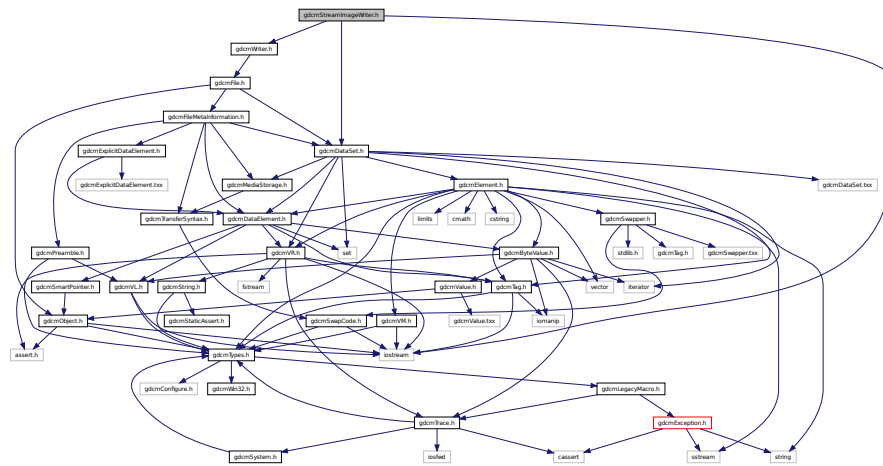 gdcmStreamImageWriter.h
gdcmWriter.h
gdcmFile.h
gdcmFileMetaInformation.h
gdcmExplicitDataElement.h
gdcmDataSet.h
gdcmExplicitDataElement.txx
gdcmMediaStorage.h
gdcmElement.h
gdcmDataSet.txx
gdcmTransferSyntax.h
gdcmDataElement.h
limits
cmath
cstring
gdcmSwapper.h
gdcmPreamble.h
gdcmVR.h
set
gdcmByteValue.h
stdlib.h
gdcmTag.h
gdcmSwapper.txx
gdcmSmartPointer.h
gdcmVL.h
gdcmString.h
fstream
gdcmValue.h
gdcmTag.h
vector
iterator
gdcmObject.h
gdcmStaticAssert.h
gdcmSwapCode.h
gdcmVM.h
gdcmValue.txx
iomanip
assert.h
gdcmTypes.h
iostream
gdcmConfigure.h
gdcmWin32.h
gdcmLegacyMacro.h
gdcmTrace.h
gdcmException.h
gdcmSystem.h
iosfwd
cassert
sstream
string